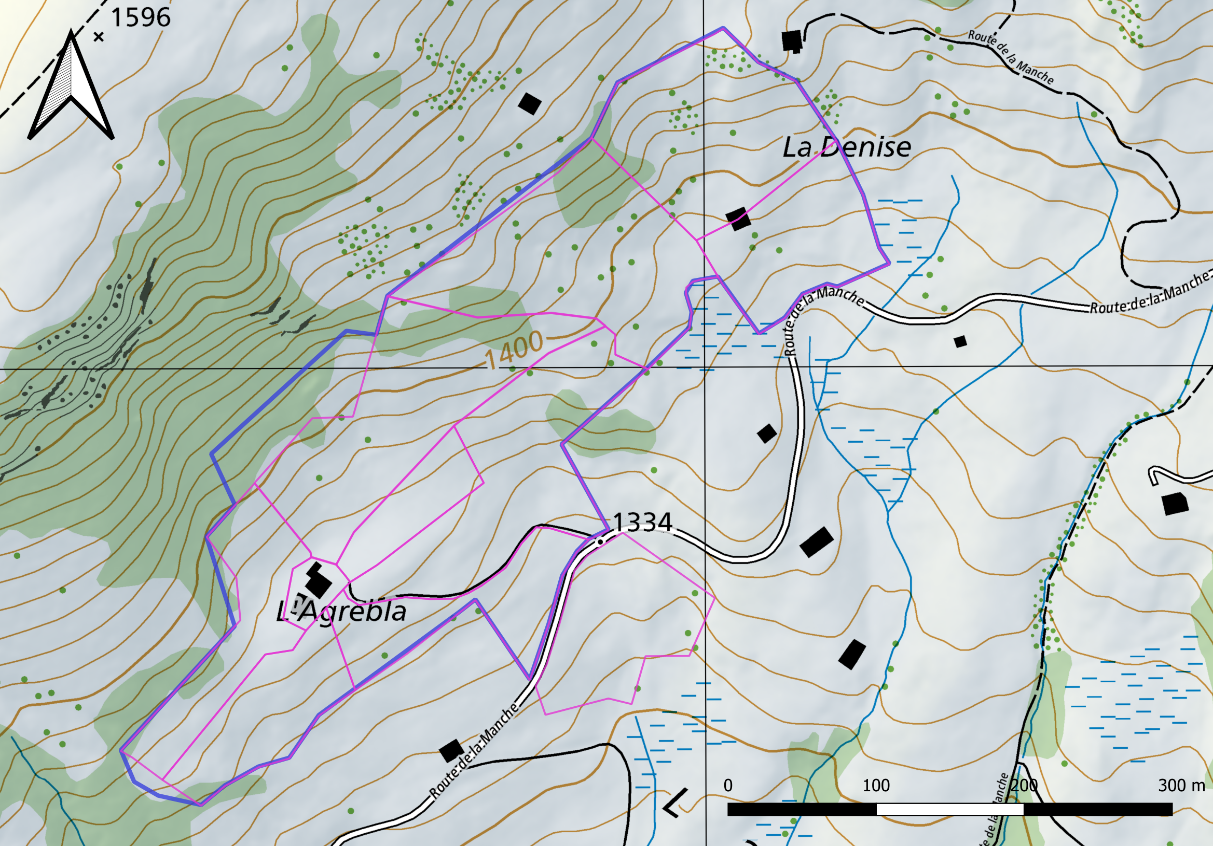 1596
Route de la Manche
La Denise
Route de la Manche
Route de la Manche
1400
1334
L'Agrebla
Route de la Manche
0 100 200 300 m
de la Manche